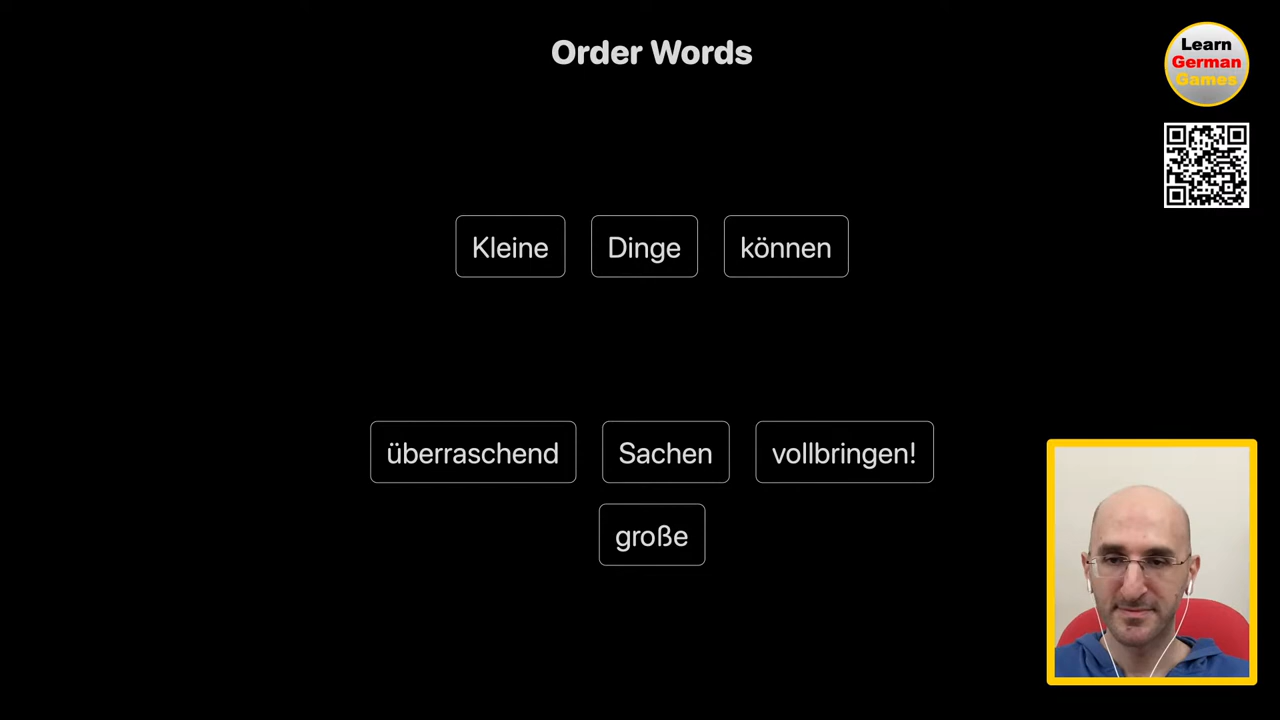 Order Words
Learn
German
Games
Kleine Dinge können
überraschend Sachen vollbringen!
große